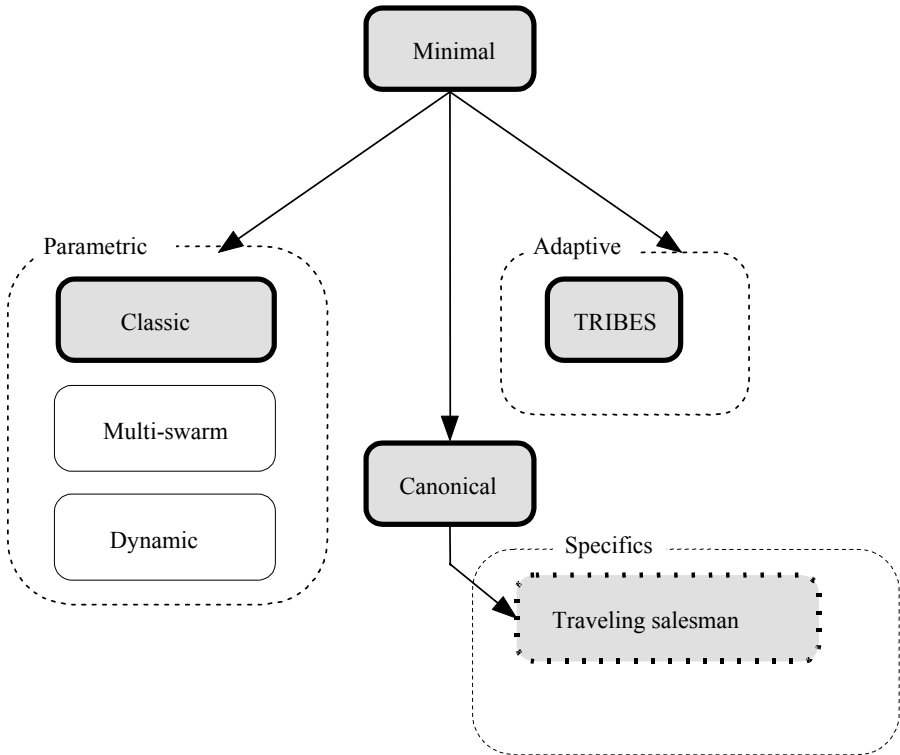 Minimal
Parametric
Adaptive
Classic
TRIBES
Multi-swarm
Canonical
Dynamic
Specifics
Traveling salesman